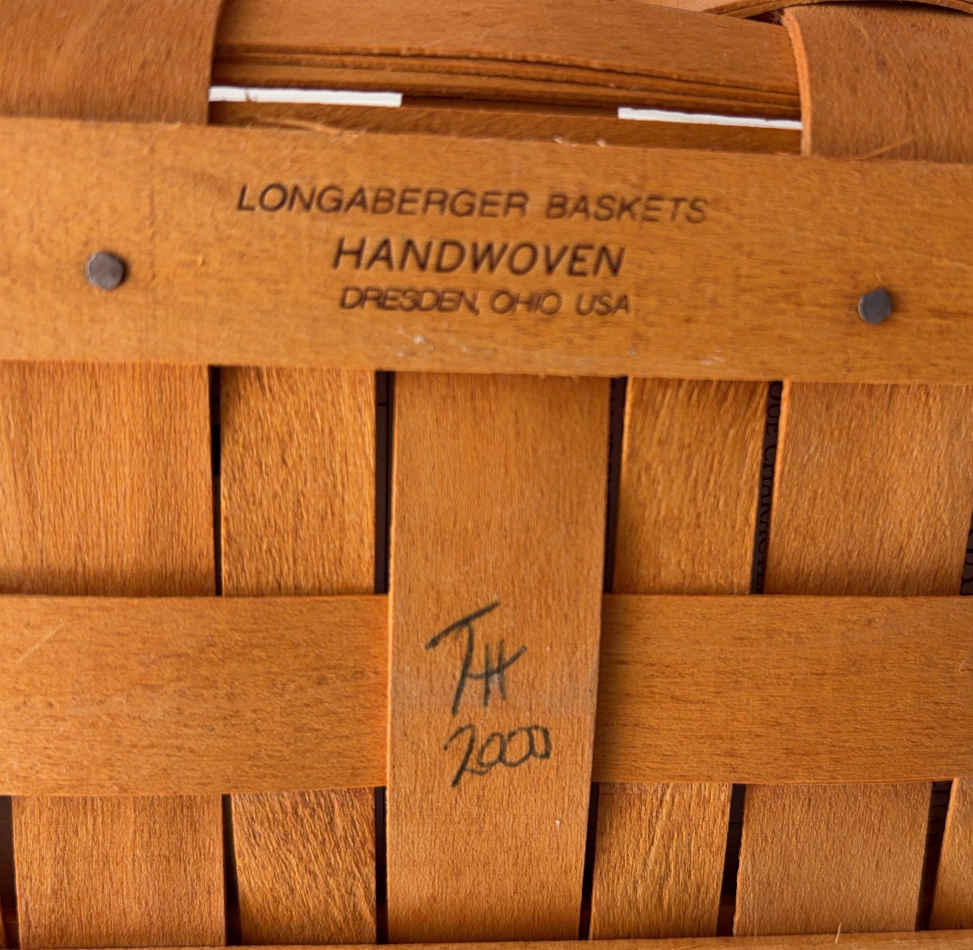 LONGABERGER BASKETS
HANDWOVEN
DRESDEN, OHIO USA
TH
2000